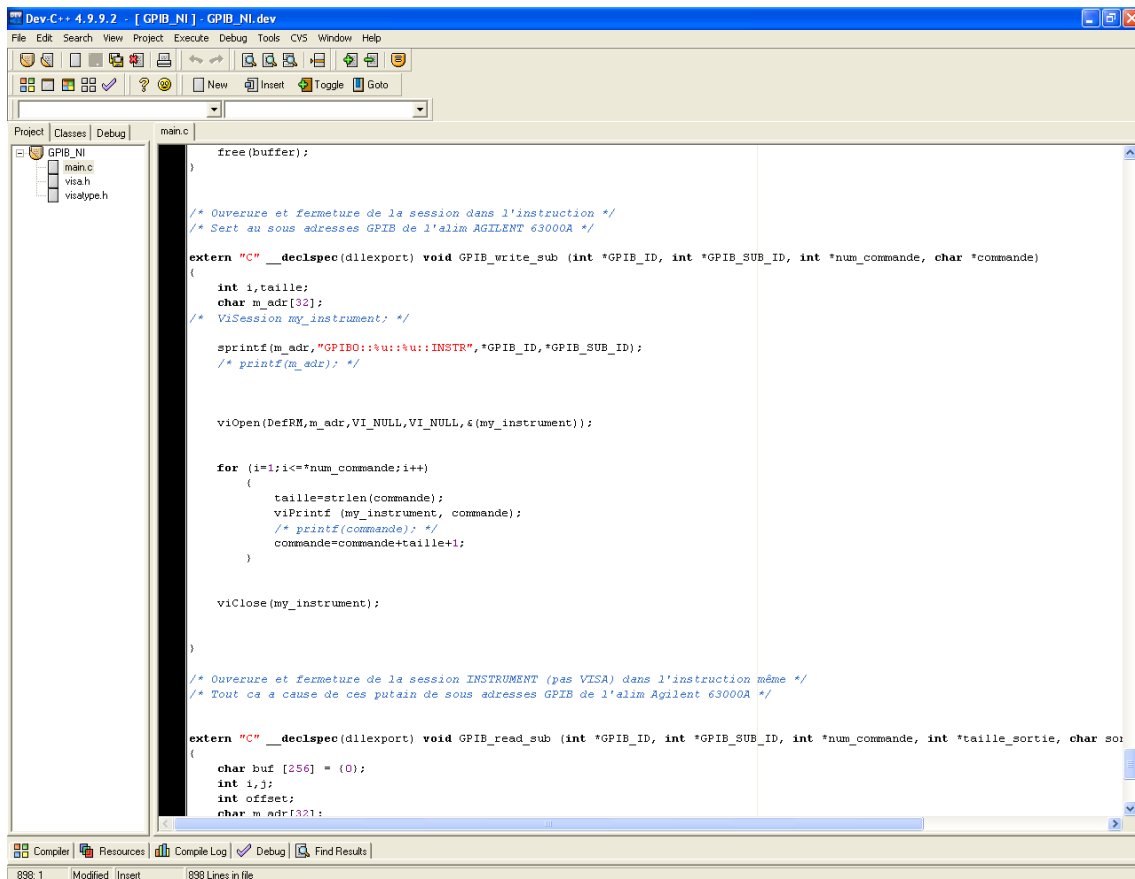 Dev-C++ 4.9.9.2 - [ GPIB_NI ] - GPIB_NI.dev
File Edit Search View Project Execute Debug Tools CVS Window Help
New Insert Toggle Goto
Project Classes Debug main.c
GPIB_NI
main.c
visa.h
visatype.h
free(buffer);
}
/* Ouverure et fermeture de la session dans l'instruction */
/* Sert au sous adresses GPIB de l'alim AGILENT 63000A */
extern "C" __declspec(dllexport) void GPIB_write_sub (int *GPIB_ID, int *GPIB_SUB_ID, int *num_commande, char *commande)
{
int i,taille;
char m_adr[32];
/* ViSession my_instrument; */
sprintf(m_adr,"GPIB0::%u::%u::INSTR",*GPIB_ID,*GPIB_SUB_ID);
/* printf(m_adr); */
viOpen(DefRM,m_adr,VI_NULL,VI_NULL,&(my_instrument));
for (i=1;i<=*num_commande;i++)
{
taille=strlen(commande);
viPrintf (my_instrument, commande);
/* printf(commande); */
commande=commande+taille+1;
}
viClose(my_instrument);
}
/* Ouverure et fermeture de la session INSTRUMENT (pas VISA) dans l'instruction même */
/* Tout ca a cause de ces putain de sous adresses GPIB de l'alim Agilent 63000A */
extern "C" __declspec(dllexport) void GPIB_read_sub (int *GPIB_ID, int *GPIB_SUB_ID, int *num_commande, int *taille_sortie, char sor
{
char buf [256] = {0};
int i,j;
int offset;
char m_adr[32];
Compiler Resources Compile Log Debug Find Results
898: 1 Modified Insert 898 Lines in file